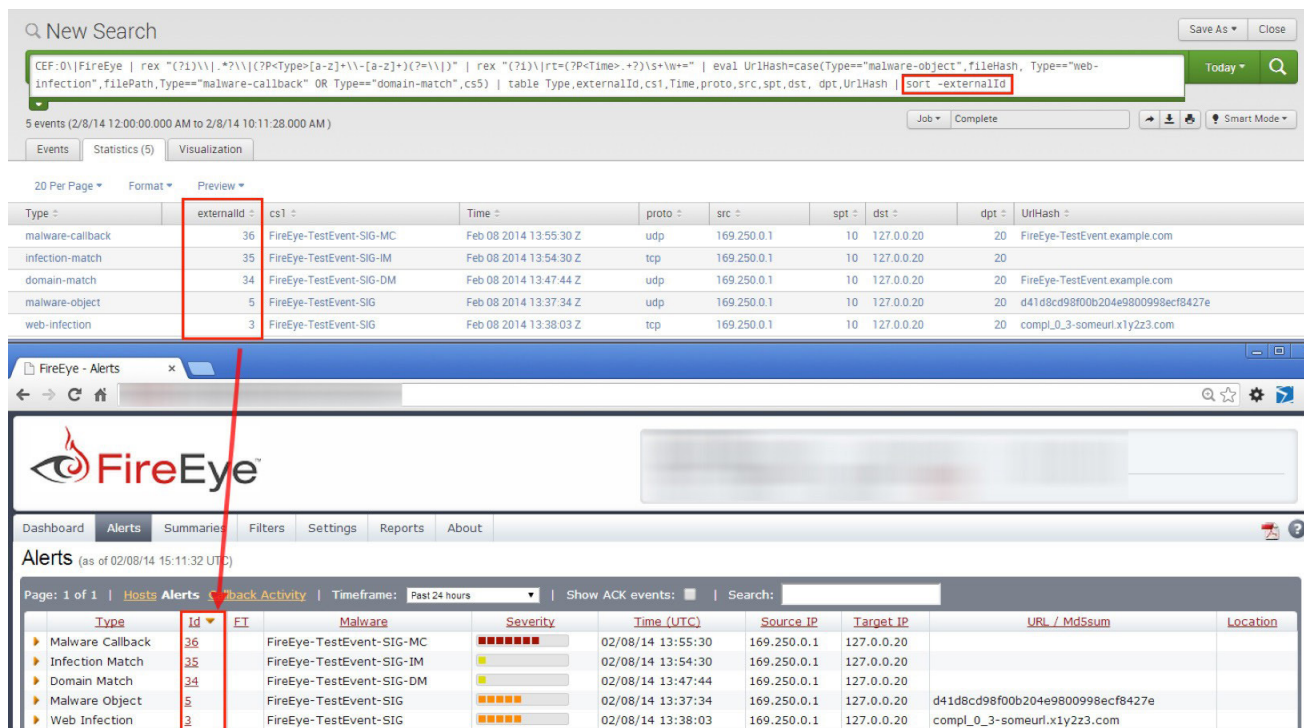 New Search
Save As Close
CEF:0\|FireEye | rex "(?i)\\|.*?\\|(?P<Type>[a-z]+\\-[a-z]+)(?=\\|)" | rex "(?i)\|rt=(?P<Time>.+?)\s+\w+=" | eval UrlHash=case(Type=="malware-object",fileHash, Type=="web-
infection",filePath,Type=="malware-callback" OR Type=="domain-match",cs5) | table Type,externalId,cs1,Time,proto,src,spt,dst, dpt,UrlHash | sort -externalId
Today
5 events (2/8/14 12:00:00.000 AM to 2/8/14 10:11:28.000 AM )
Job Complete
Smart Mode
Events Statistics (5) Visualization
20 Per Page Format Preview
Type externalId cs1 Time proto src spt dst dpt UrlHash
malware-callback 36 FireEye-TestEvent-SIG-MC Feb 08 2014 13:55:30 Z udp 169.250.0.1 10 127.0.0.20 20 FireEye-TestEvent.example.com
infection-match 35 FireEye-TestEvent-SIG-IM Feb 08 2014 13:54:30 Z tcp 169.250.0.1 10 127.0.0.20 20
domain-match 34 FireEye-TestEvent-SIG-DM Feb 08 2014 13:47:44 Z udp 169.250.0.1 10 127.0.0.20 20 FireEye-TestEvent.example.com
malware-object 5 FireEye-TestEvent-SIG Feb 08 2014 13:37:34 Z udp 169.250.0.1 10 127.0.0.20 20 d41d8cd98f00b204e9800998ecf8427e
web-infection 3 FireEye-TestEvent-SIG Feb 08 2014 13:38:03 Z tcp 169.250.0.1 10 127.0.0.20 20 compl_0_3-someurl.x1y2z3.com
FireEye - Alerts
FireEye™
Dashboard Alerts Summaries Filters Settings Reports About
Alerts (as of 02/08/14 15:11:32 UTC)
Page: 1 of 1 | Hosts Alerts Callback Activity | Timeframe: Past 24 hours | Show ACK events: | Search:
Type Id FT Malware Severity Time (UTC) Source IP Target IP URL / Md5sum Location
Malware Callback 36 FireEye-TestEvent-SIG-MC 02/08/14 13:55:30 169.250.0.1 127.0.0.20
Infection Match 35 FireEye-TestEvent-SIG-IM 02/08/14 13:54:30 169.250.0.1 127.0.0.20
Domain Match 34 FireEye-TestEvent-SIG-DM 02/08/14 13:47:44 169.250.0.1 127.0.0.20
Malware Object 5 FireEye-TestEvent-SIG 02/08/14 13:37:34 169.250.0.1 127.0.0.20 d41d8cd98f00b204e9800998ecf8427e
Web Infection 3 FireEye-TestEvent-SIG 02/08/14 13:38:03 169.250.0.1 127.0.0.20 compl_0_3-someurl.x1y2z3.com